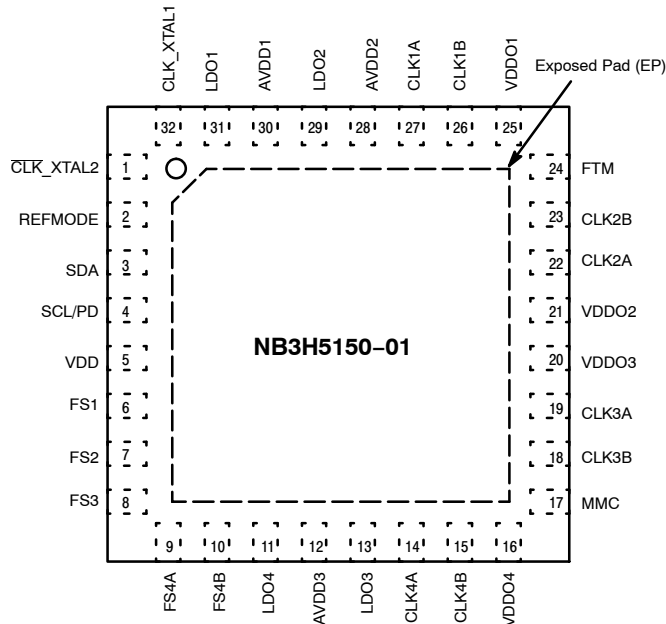 CLK_XTAL1
LDO1
AVDD1
LDO2
AVDD2
CLK1A
CLK1B
VDDO1
Exposed Pad (EP)
32 31 30 29 28 27 26 25
C̅L̅K̅_XTAL2 1
REFMODE 2
SDA 3
SCL/PD 4
VDD 5
FS1 6
FS2 7
FS3 8
NB3H5150−01
24 FTM
23 CLK2B
22 CLK2A
21 VDDO2
20 VDDO3
19 CLK3A
18 CLK3B
17 MMC
9 10 11 12 13 14 15 16
FS4A
FS4B
LDO4
AVDD3
LDO3
CLK4A
CLK4B
VDDO4